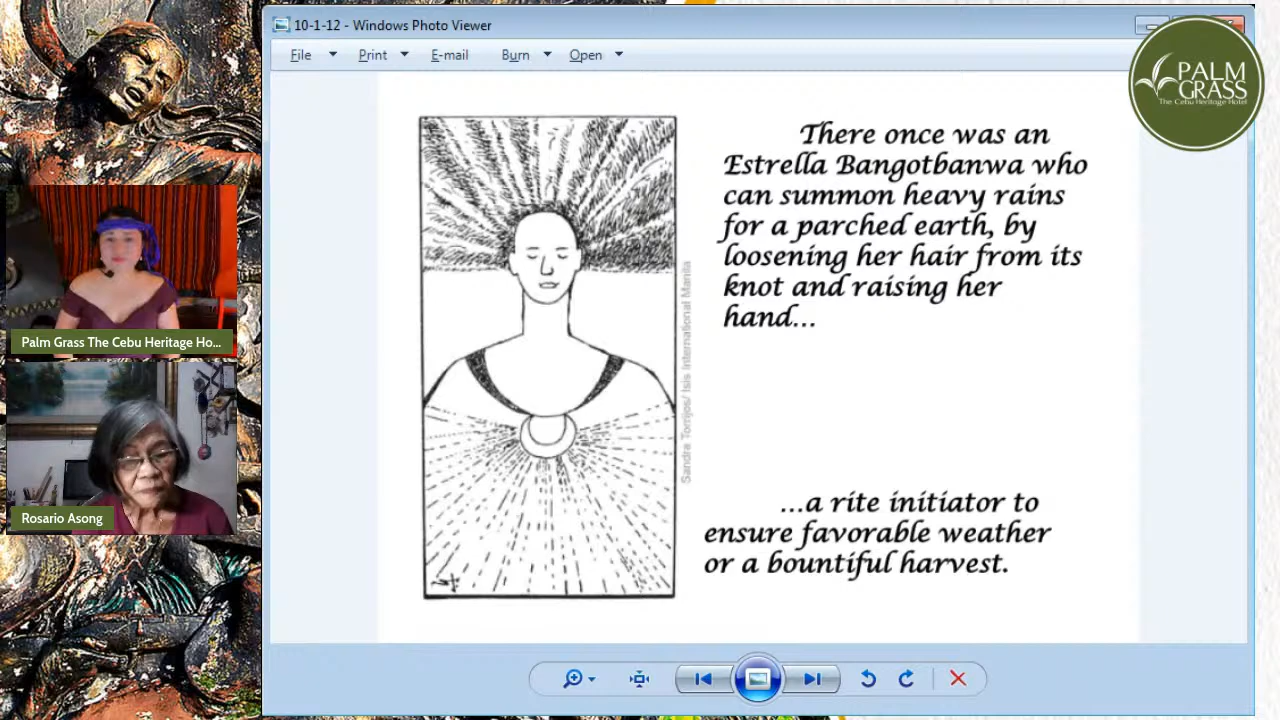 10-1-12 - Windows Photo Viewer
File Print E-mail Burn Open
PALM
GRASS
The Cebu Heritage Hotel
There once was an
Estrella Bangotbanwa who
can summon heavy rains
for a parched earth, by
loosening her hair from its
knot and raising her
hand...
...a rite initiator to
ensure favorable weather
or a bountiful harvest.
Sandra Torrijos/ Isis International Manila
Palm Grass The Cebu Heritage Ho...
Rosario Asong